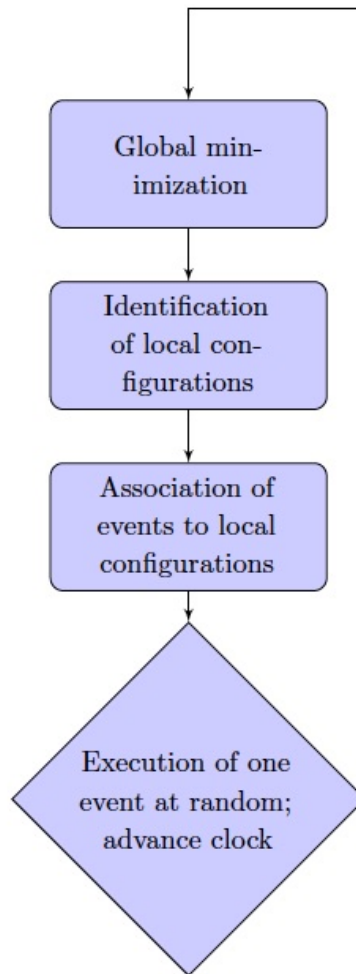 Global min-
imization
Identification
of local con-
figurations
Association of
events to local
configurations
Execution of one
event at random;
advance clock